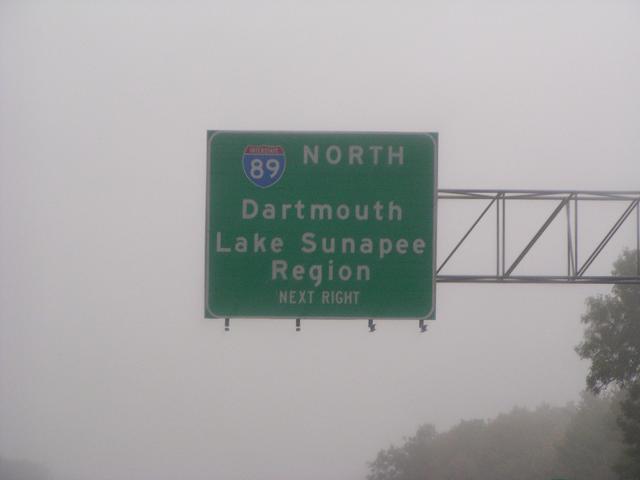 INTERSTATE
89 NORTH
Dartmouth
Lake Sunapee
Region
NEXT RIGHT